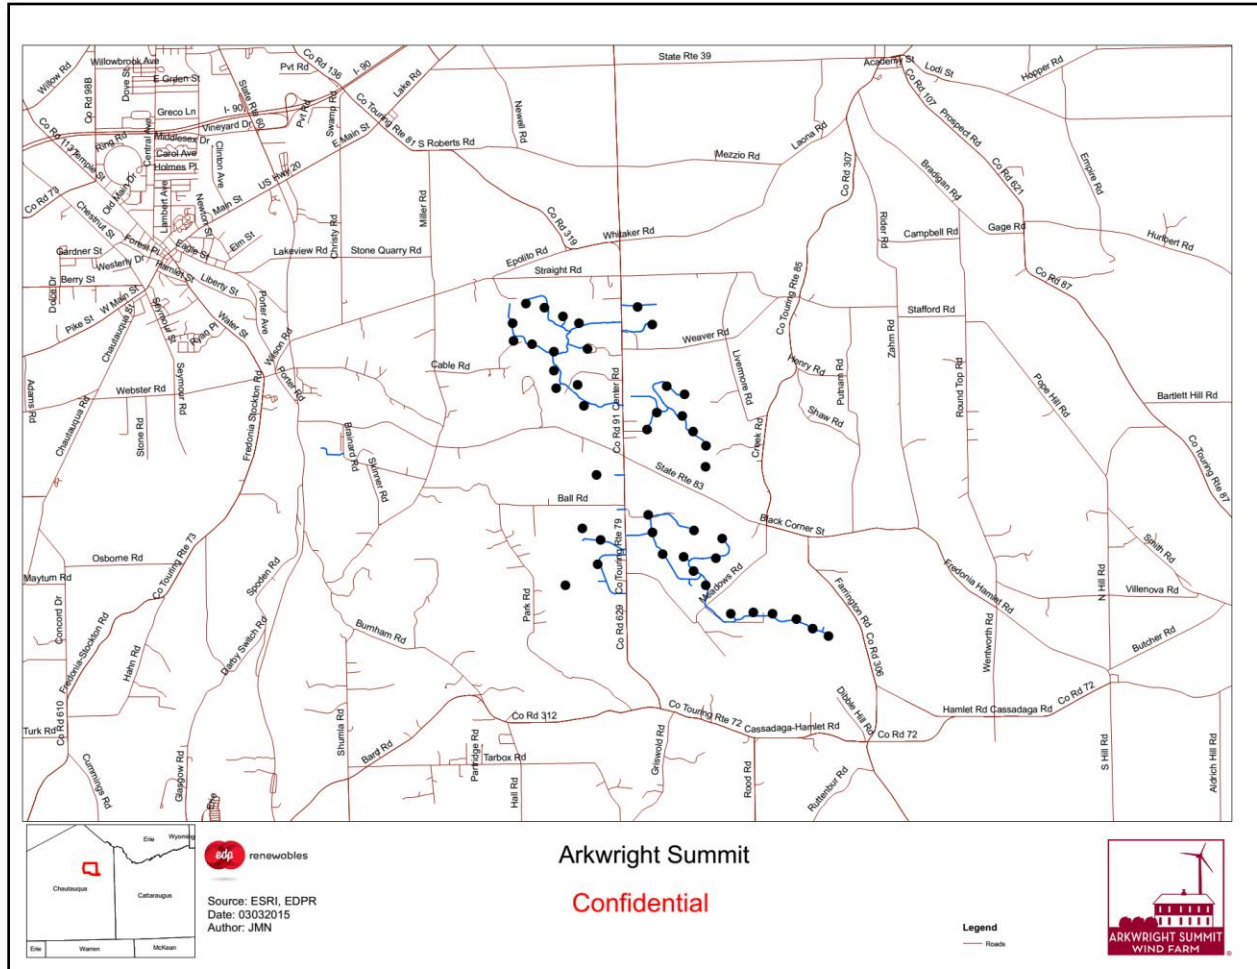 Willow Rd
Co Rd 98B
Willowbrook Ave
Dove St
E Green St
State Rte 60
Pvt Rd
Co Rd 136
I- 90
Lake Rd
State Rte 39
Academy St
Lodi St
Hopper Rd
Greco Ln
I- 90
Vineyard Dr
Pvt Rd
Swamp Rd
Co Touring Rte 81
E Main St
Newell Rd
Co Rd 107
Prospect Rd
Co Rd 113
Temple St
Ring Rd
Central Ave
Middlesex Dr
Carol Ave
Holmes Pl
Clinton Ave
US Hwy 20
S Roberts Rd
Mezzio Rd
Laona Rd
Co Rd 307
Bradigan Rd
Co Rd 621
Empire Rd
Co Rd 73
Old Main Dr
Lambert Ave
Newton St
Main St
Chestnut St
Miller Rd
Christy Rd
Co Rd 319
Whitaker Rd
Rider Rd
Campbell Rd
Gage Rd
Hurlbert Rd
Gardner St
Forest Pl
Eagle St
Elm St
Lakeview Rd
Stone Quarry Rd
Epolito Rd
Straight Rd
Westerly Dr
Hamlet St
Liberty St
Dolce Dr
Berry St
Co Touring Rte 85
Co Rd 87
Pike St
W Main St
Chautauqua St
Seymour St
Ryan Pl
Water St
Porter Ave
Wilson Rd
Stafford Rd
Weaver Rd
Zahm Rd
Cable Rd
Livermore Rd
Henry Rd
Putnam Rd
Round Top Rd
Pope Hill Rd
Adams Rd
Webster Rd
Seymour Rd
Porter Rd
Fredonia Stockton Rd
Bartlett Hill Rd
Chautauqua Rd
Stone Rd
Brainard Rd
Skinner Rd
Co Rd 91
Center Rd
Shaw Rd
Creek Rd
State Rte 83
Co Touring Rte 87
Ball Rd
Black Corner St
Co Touring Rte 79
Osborne Rd
Co Touring Rte 73
Maytum Rd
Concord Dr
Spoden Rd
Meadows Rd
Farrington Rd
Fredonia Hamlet Rd
Smith Rd
N Hill Rd
Villenova Rd
Park Rd
Burnham Rd
Darby Switch Rd
Fredonia-Stockton Rd
Hahn Rd
Co Rd 629
Co Rd 306
Wentworth Rd
Butcher Rd
Co Rd 610
Turk Rd
Shumla Rd
Co Rd 312
Co Touring Rte 72
Cassadaga-Hamlet Rd
Dibble Hill Rd
Hamlet Rd Cassadaga Rd
Co Rd 72
Co Rd 72
Cummings Rd
Glasgow Rd
Erie
Bard Rd
Partridge Rd
Tarbox Rd
Hall Rd
Griswold Rd
Rood Rd
Ruttenbur Rd
S Hill Rd
Aldrich Hill Rd
Erie
Wyoming
Chautauqua
Cattaraugus
Erie
Warren
McKean
edp renewables
Source: ESRI, EDPR
Date: 03032015
Author: JMN
Arkwright Summit
Confidential
Legend
Roads
ARKWRIGHT SUMMIT
WIND FARM
®